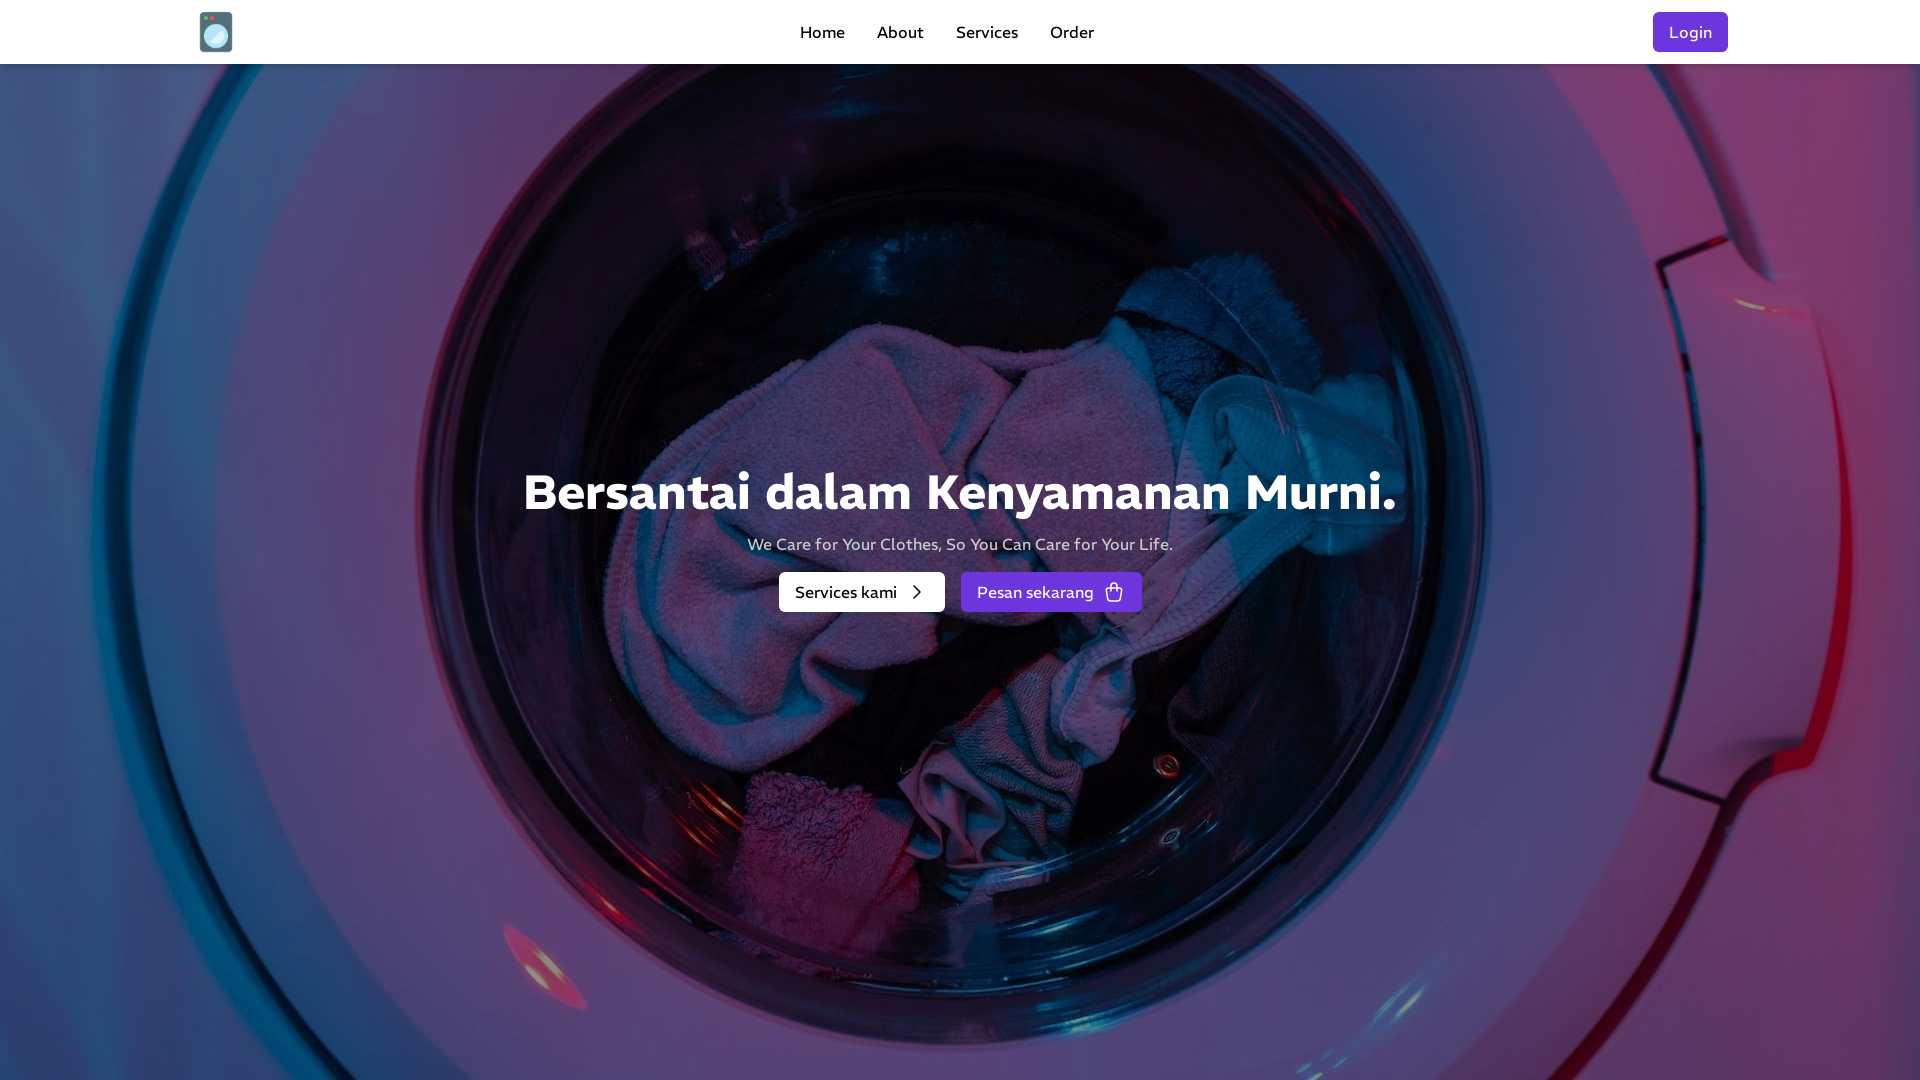 Home
About
Services
Order
Login
Bersantai dalam Kenyamanan Murni.
We Care for Your Clothes, So You Can Care for Your Life.
Services kami
Pesan sekarang